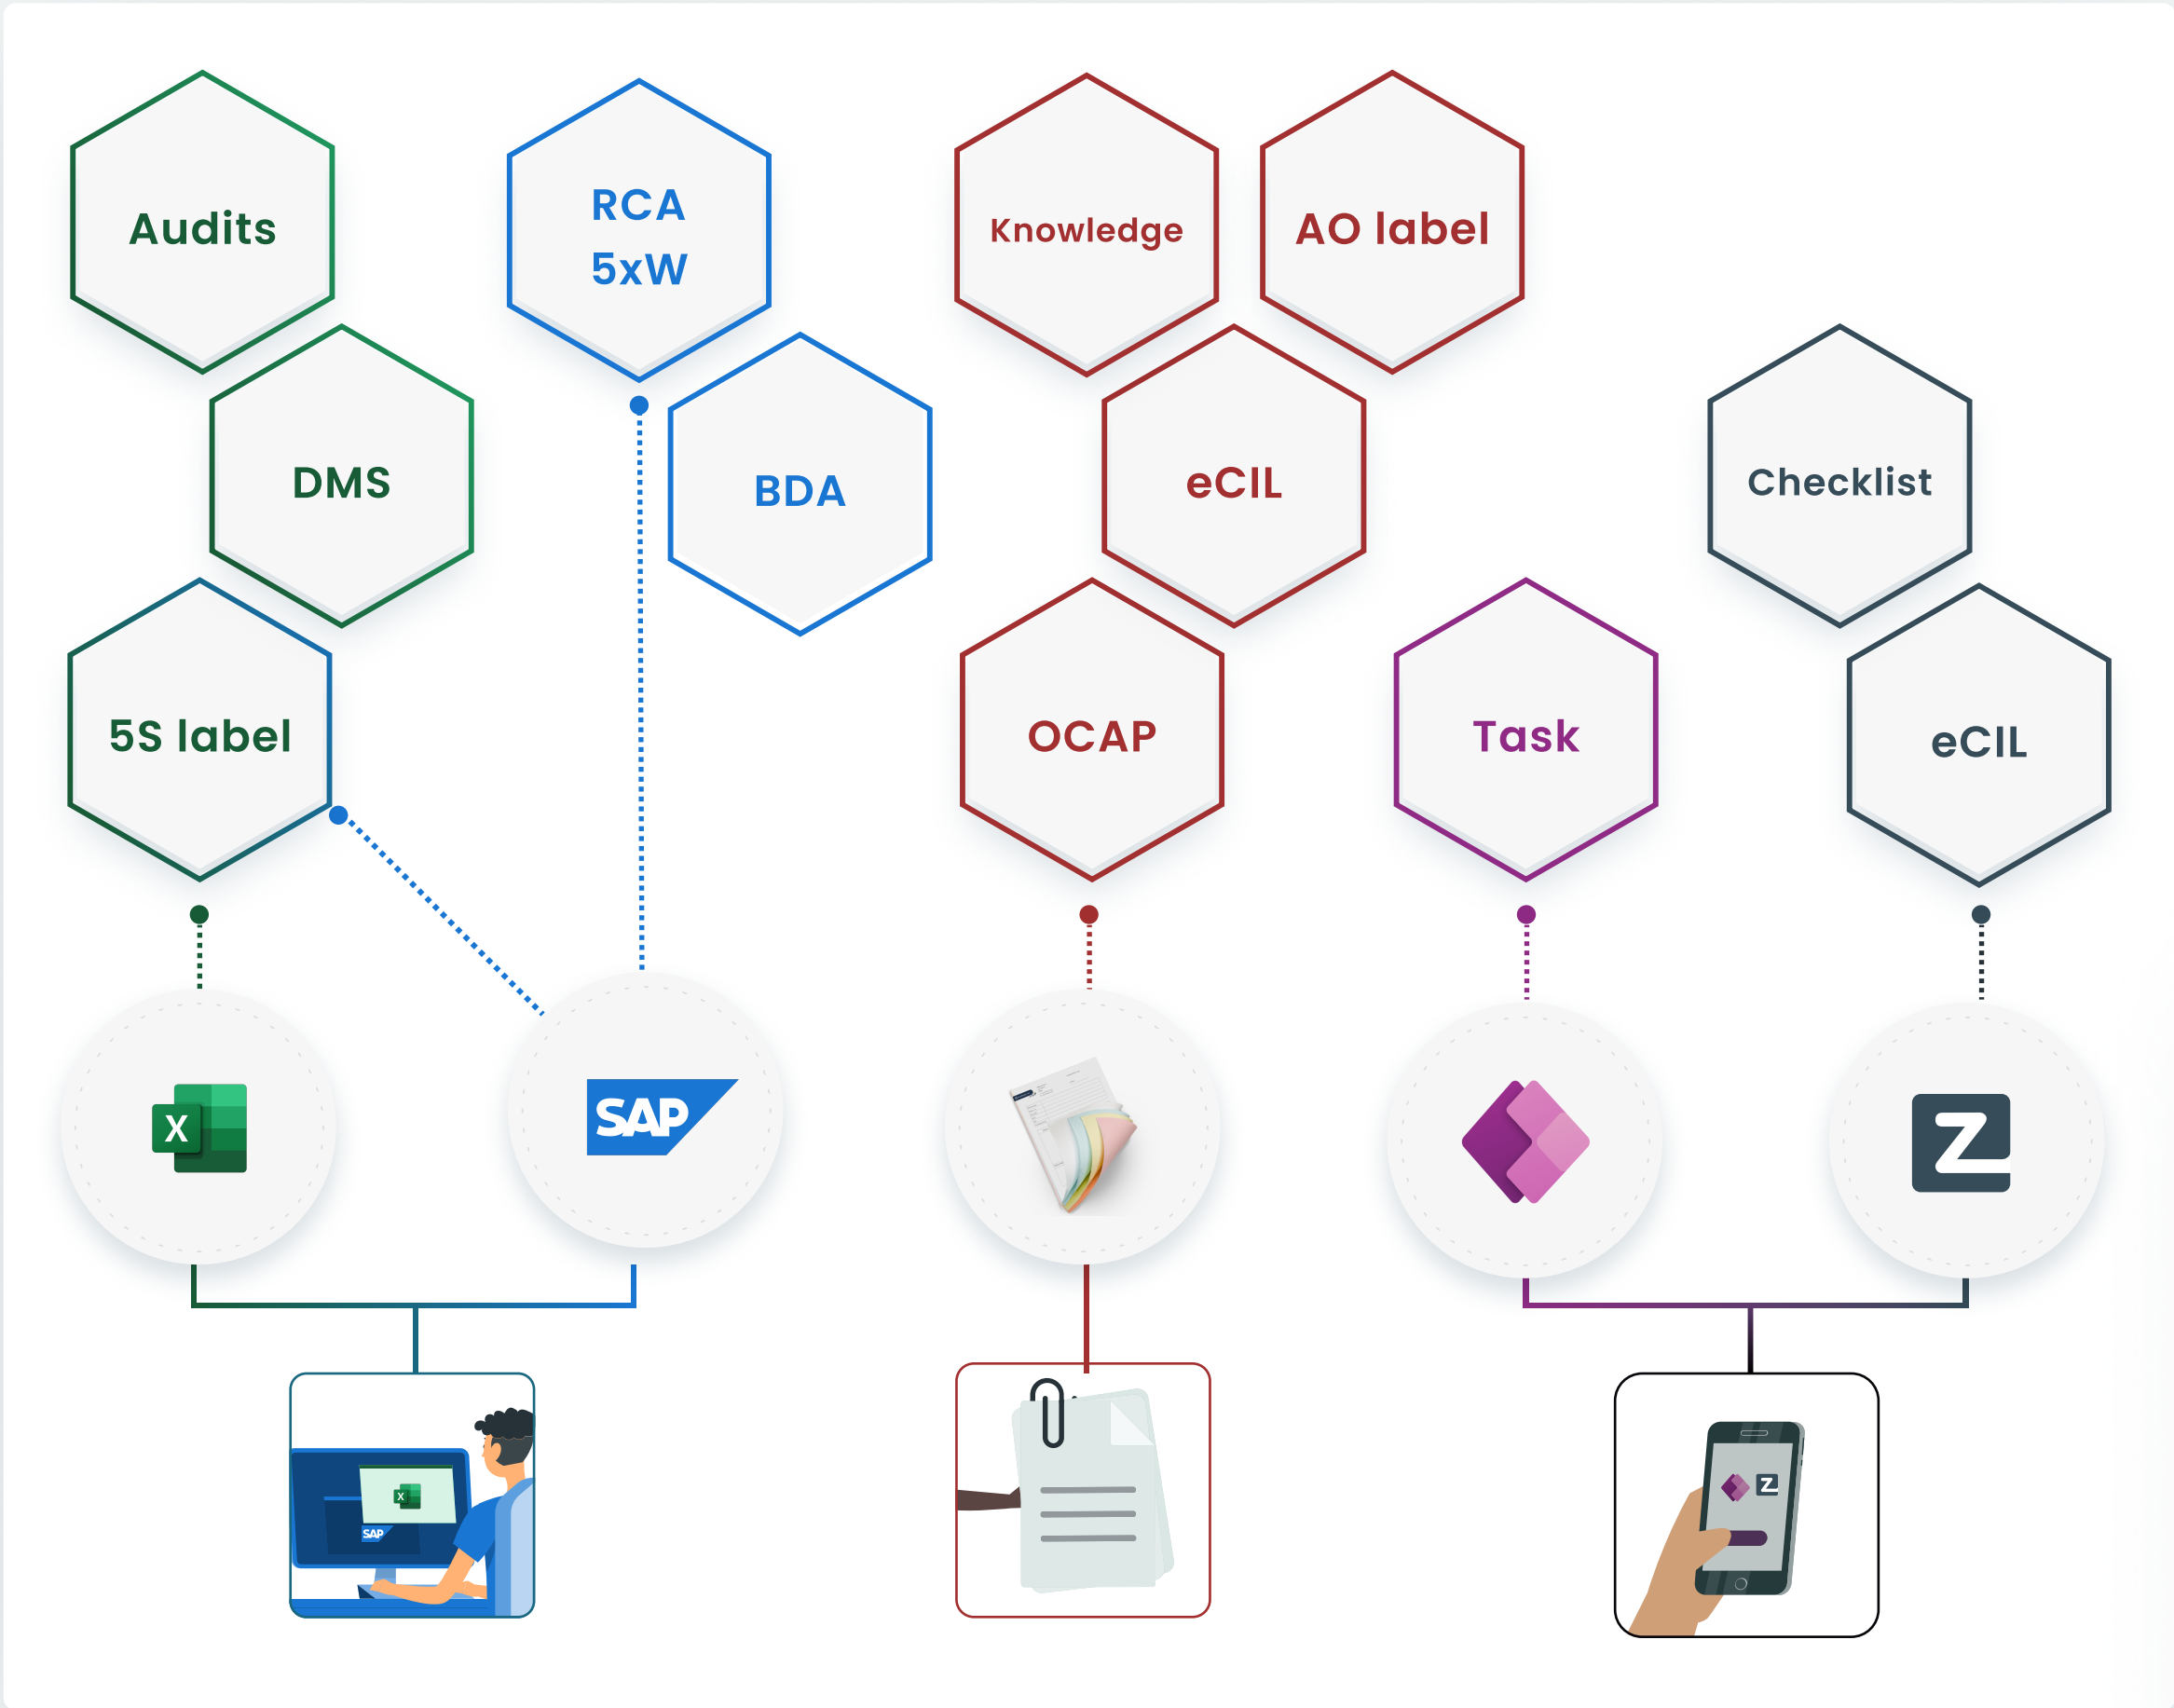 Audits
RCA
5xW
Knowledge
AO label
DMS
BDA
eCIL
Checklist
5S label
OCAP
Task
eCIL
X
SAP
Z
X
SAP
Z